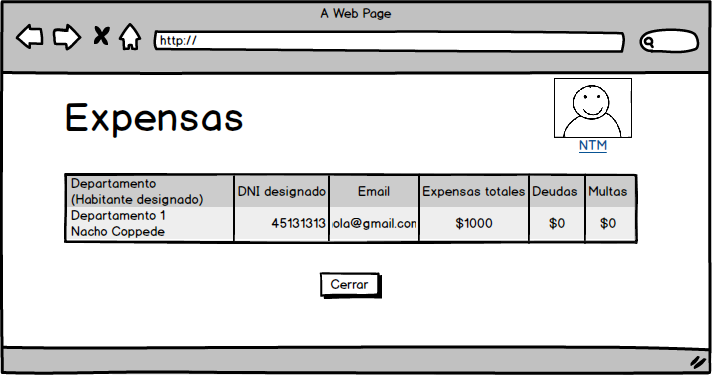 A Web Page
http://
Expensas
NTM
Departamento
(Habitante designado)
DNI designado
Email
Expensas totales
Deudas
Multas
Departamento 1
Nacho Coppede
45131313
ola@gmail.com
$1000
$0
$0
Cerrar